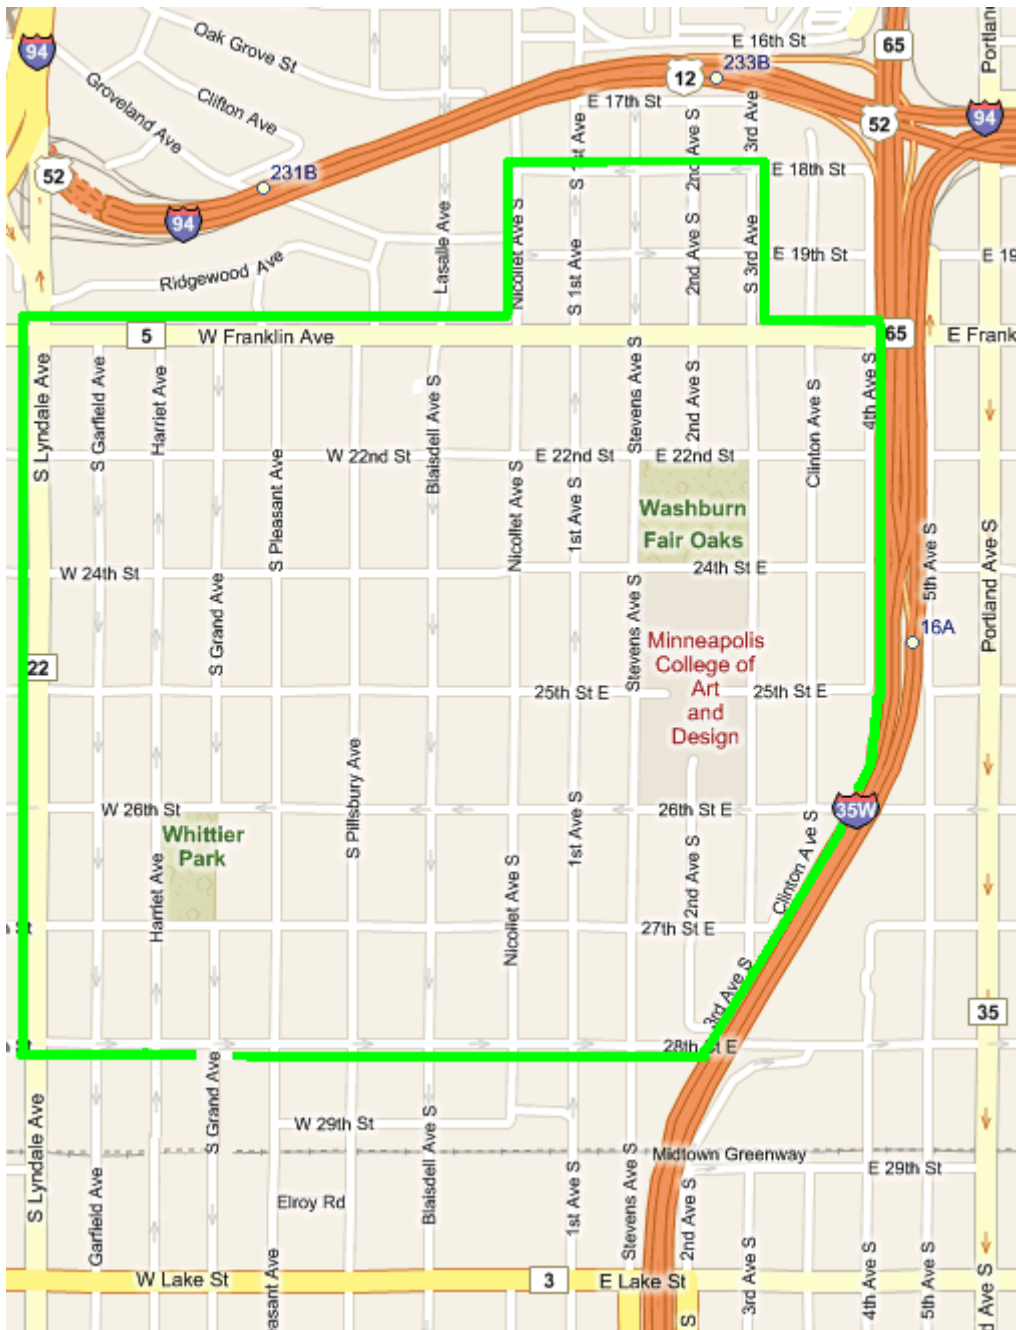 Oak Grove St
E 16th St
65
Portland
94
12
233B
Groveland Ave
Clifton Ave
E 17th St
S 1st Ave
2nd Ave S
3rd Ave
52
94
52
231B
E 18th St
94
Lasalle Ave
Nicollet Ave S
S 1st Ave
2nd Ave S
S 3rd Ave
E 19th St
E 19
Ridgewood Ave
5
W Franklin Ave
65
E Frank
S Lyndale Ave
S Garfield Ave
Harriet Ave
S Pleasant Ave
Blaisdell Ave S
Nicollet Ave S
1st Ave S
Stevens Ave S
2nd Ave S
Clinton Ave S
4th Ave S
W 22nd St
E 22nd St
E 22nd St
Washburn
Fair Oaks
W 24th St
24th St E
S Grand Ave
Stevens Ave S
5th Ave S
Portland Ave S
16A
22
Minneapolis
College of
Art
and
Design
25th St E
25th St E
W 26th St
S Pillsbury Ave
1st Ave S
26th St E
35W
Whittier
Park
Harriet Ave
Nicollet Ave S
2nd Ave S
Clinton Ave S
27th St E
3rd Ave S
35
28th St E
S Lyndale Ave
S Grand Ave
W 29th St
Blaisdell Ave S
Stevens Ave S
Midtown Greenway
E 29th St
Garfield Ave
Elroy Rd
1st Ave S
2nd Ave S
3rd Ave S
4th Ave S
5th Ave S
d Ave S
W Lake St
3
E Lake St
easant Ave
S